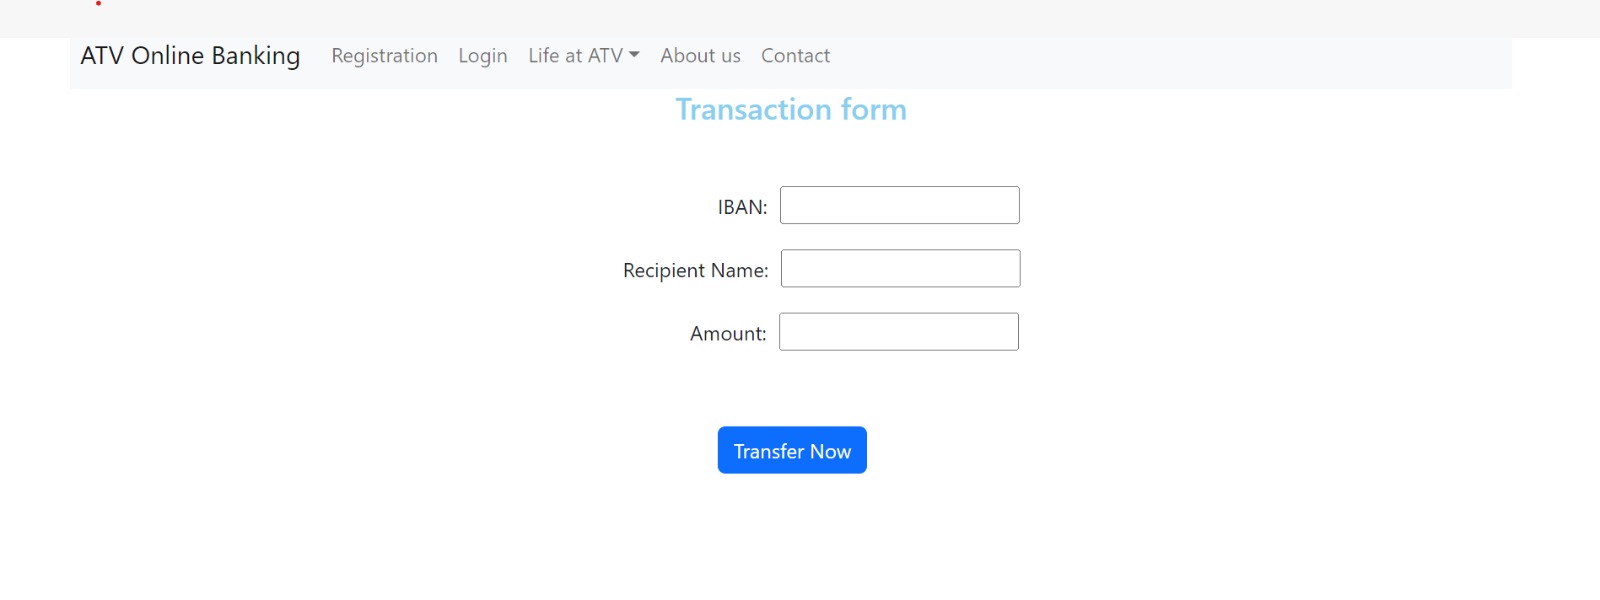 ATV Online Banking Registration Login Life at ATV About us Contact
Transaction form
IBAN:
Recipient Name:
Amount:
Transfer Now